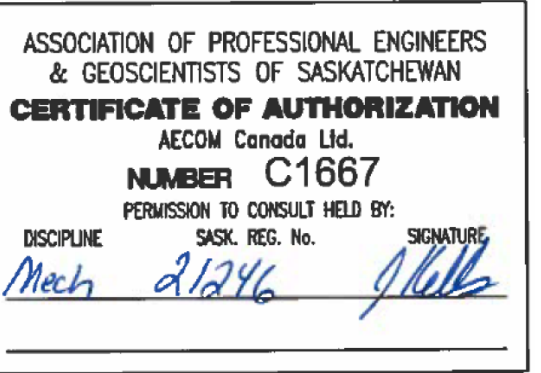 ASSOCIATION OF PROFESSIONAL ENGINEERS
& GEOSCIENTISTS OF SASKATCHEWAN
CERTIFICATE OF AUTHORIZATION
AECOM Canada Ltd.
NUMBER C1667
PERMISSION TO CONSULT HELD BY:
DISCIPLINE SASK. REG. No. SIGNATURE
Mech 21246